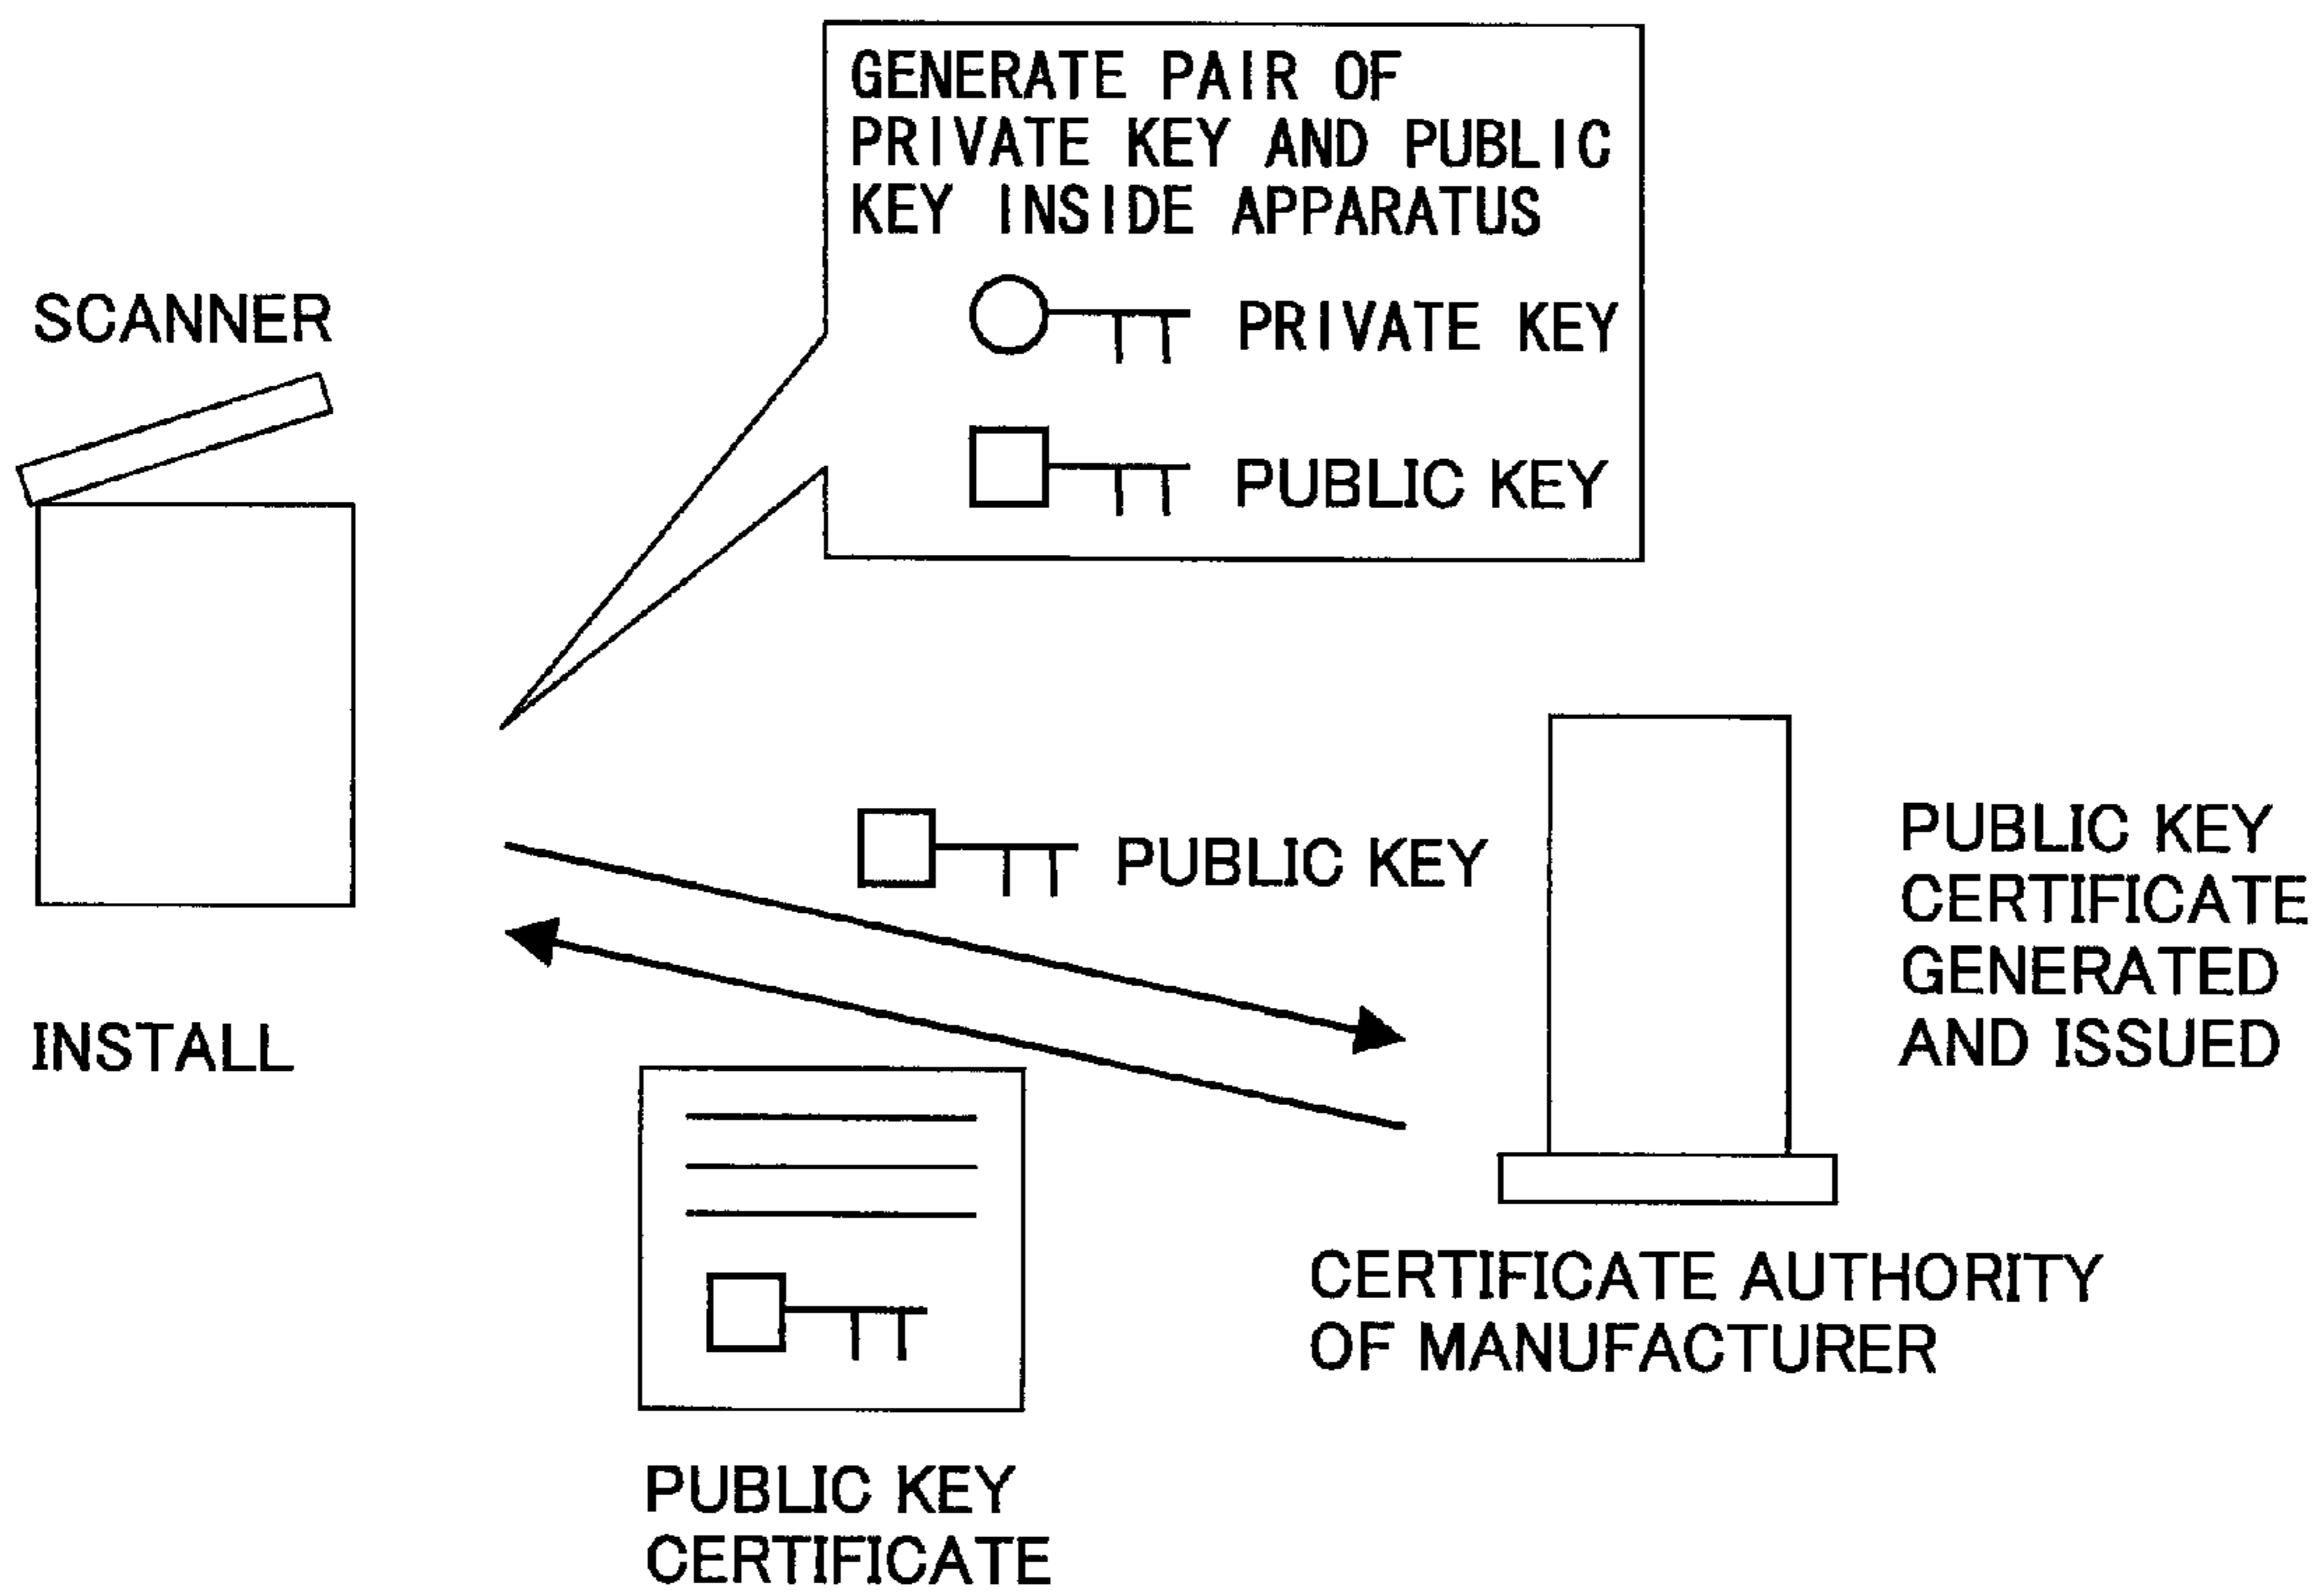 GENERATE PAIR OF
PRIVATE KEY AND PUBLIC
KEY INSIDE APPARATUS
PRIVATE KEY
PUBLIC KEY
SCANNER
INSTALL
PUBLIC KEY
PUBLIC KEY
CERTIFICATE
GENERATED
AND ISSUED
CERTIFICATE AUTHORITY
OF MANUFACTURER
PUBLIC KEY
CERTIFICATE